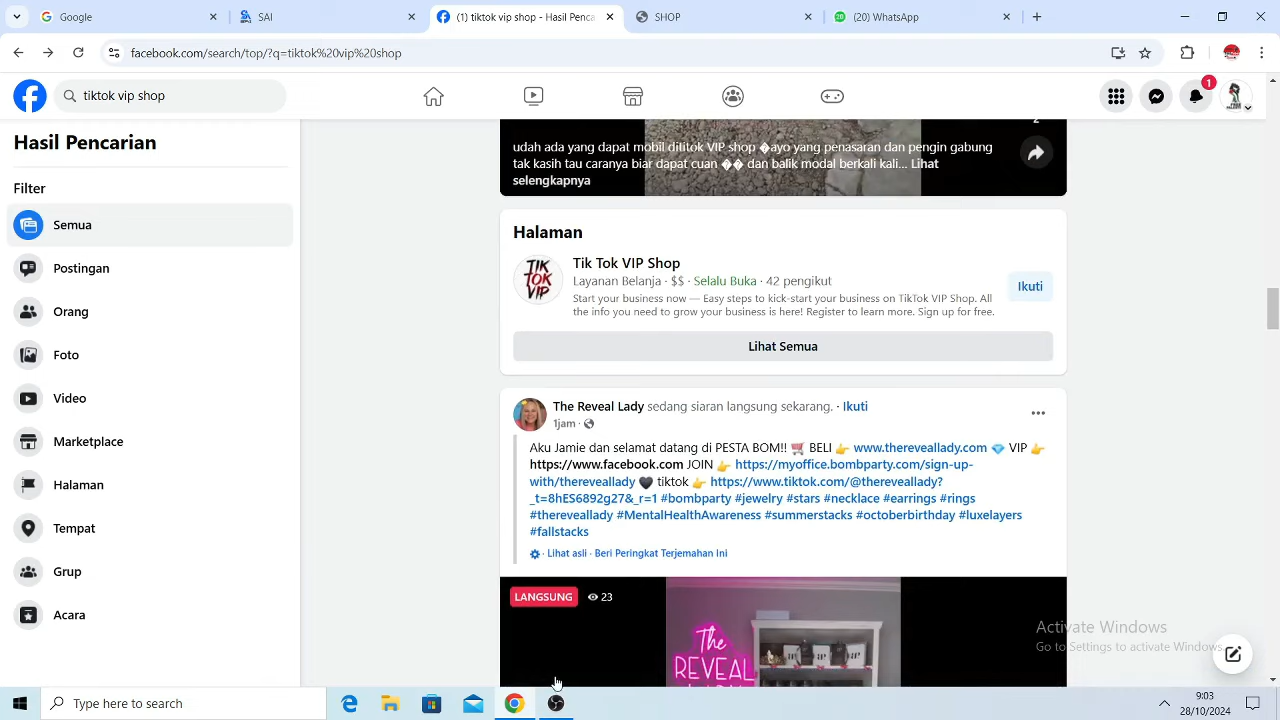 Google
SAI
(1) tiktok vip shop - Hasil Penca
SHOP
28
(20) WhatsApp
facebook.com/search/top/?q=tiktok%20vip%20shop
tiktok vip shop
1
Hasil Pencarian
Filter
Semua
Postingan
Orang
Foto
Video
Marketplace
Halaman
Tempat
Grup
Acara
2
udah ada yang dapat mobil dititok VIP shop �ayo yang penasaran dan pengin gabung
tak kasih tau caranya biar dapat cuan �� dan balik modal berkali kali... Lihat
selengkapnya
Halaman
TIK
TOK
VIP
Tik Tok VIP Shop
Layanan Belanja · $$ · Selalu Buka · 42 pengikut
Start your business now — Easy steps to kick-start your business on TikTok VIP Shop. All
the info you need to grow your business is here! Register to learn more. Sign up for free.
Ikuti
Lihat Semua
The Reveal Lady sedang siaran langsung sekarang. · Ikuti
1jam ·
Aku Jamie dan selamat datang di PESTA BOM!! 🛒 BELI 👉 www.thereveallady.com 💎 VIP 👉
https://www.facebook.com JOIN 👉 https://myoffice.bombparty.com/sign-up-
with/thereveallady 🖤 tiktok 👉 https://www.tiktok.com/@thereveallady?
_t=8hES6892g27&_r=1 #bombparty #jewelry #stars #necklace #earrings #rings
#thereveallady #MentalHealthAwareness #summerstacks #octoberbirthday #luxelayers
#fallstacks
· Lihat asli · Beri Peringkat Terjemahan Ini
LANGSUNG 23
The
REVEAL
Activate Windows
Go to Settings to activate Windows.
Type here to search
9:03
28/10/2024